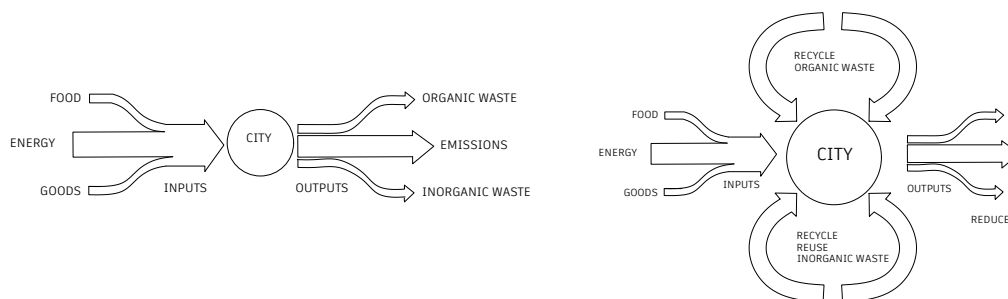 FOOD
ENERGY
GOODS
INPUTS
CITY
OUTPUTS
ORGANIC WASTE
EMISSIONS
INORGANIC WASTE
RECYCLE
ORGANIC WASTE
FOOD
ENERGY
GOODS
INPUTS
CITY
OUTPUTS
REDUCE
RECYCLE
REUSE
INORGANIC WASTE